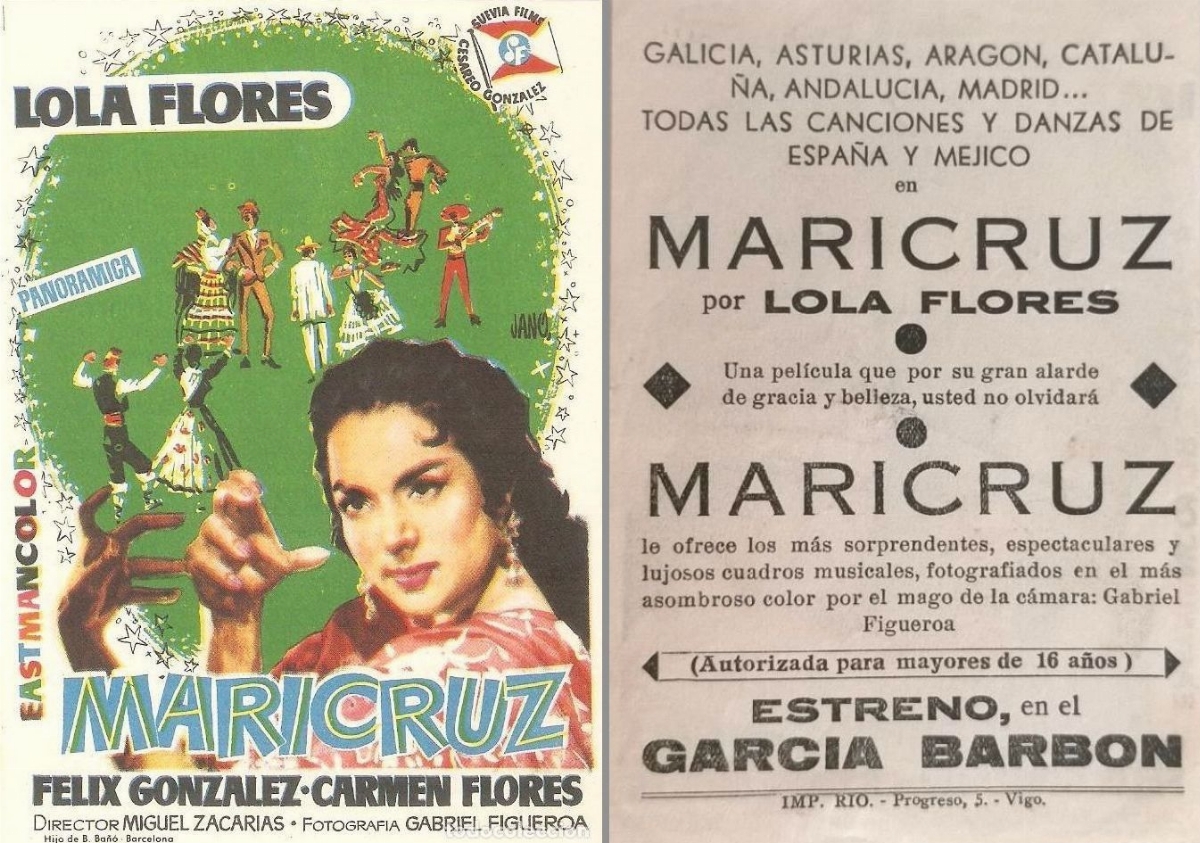 SUEVIA FILMS
CESAREO GONZALEZ
SF
LOLA FLORES
PANORAMICA
JANO
EASTMANCOLOR
MARICRUZ
FELIX GONZALEZ·CARMEN FLORES
DIRECTOR MIGUEL ZACARIAS • FOTOGRAFIA GABRIEL FIGUEROA
Hijo de B. Bañó - Barcelona
todocoleccion
GALICIA, ASTURIAS, ARAGON, CATALU-
ÑA, ANDALUCIA, MADRID...
TODAS LAS CANCIONES Y DANZAS DE
ESPAÑA Y MEJICO
en
MARICRUZ
por LOLA FLORES
Una película que por su gran alarde
de gracia y belleza, usted no olvidará
MARICRUZ
le ofrece los más sorprendentes, espectaculares y
lujosos cuadros musicales, fotografiados en el más
asombroso color por el mago de la cámara: Gabriel
Figueroa
(Autorizada para mayores de 16 años)
ESTRENO, en el
GARCIA BARBON
IMP. RIO. - Progreso, 5. - Vigo.